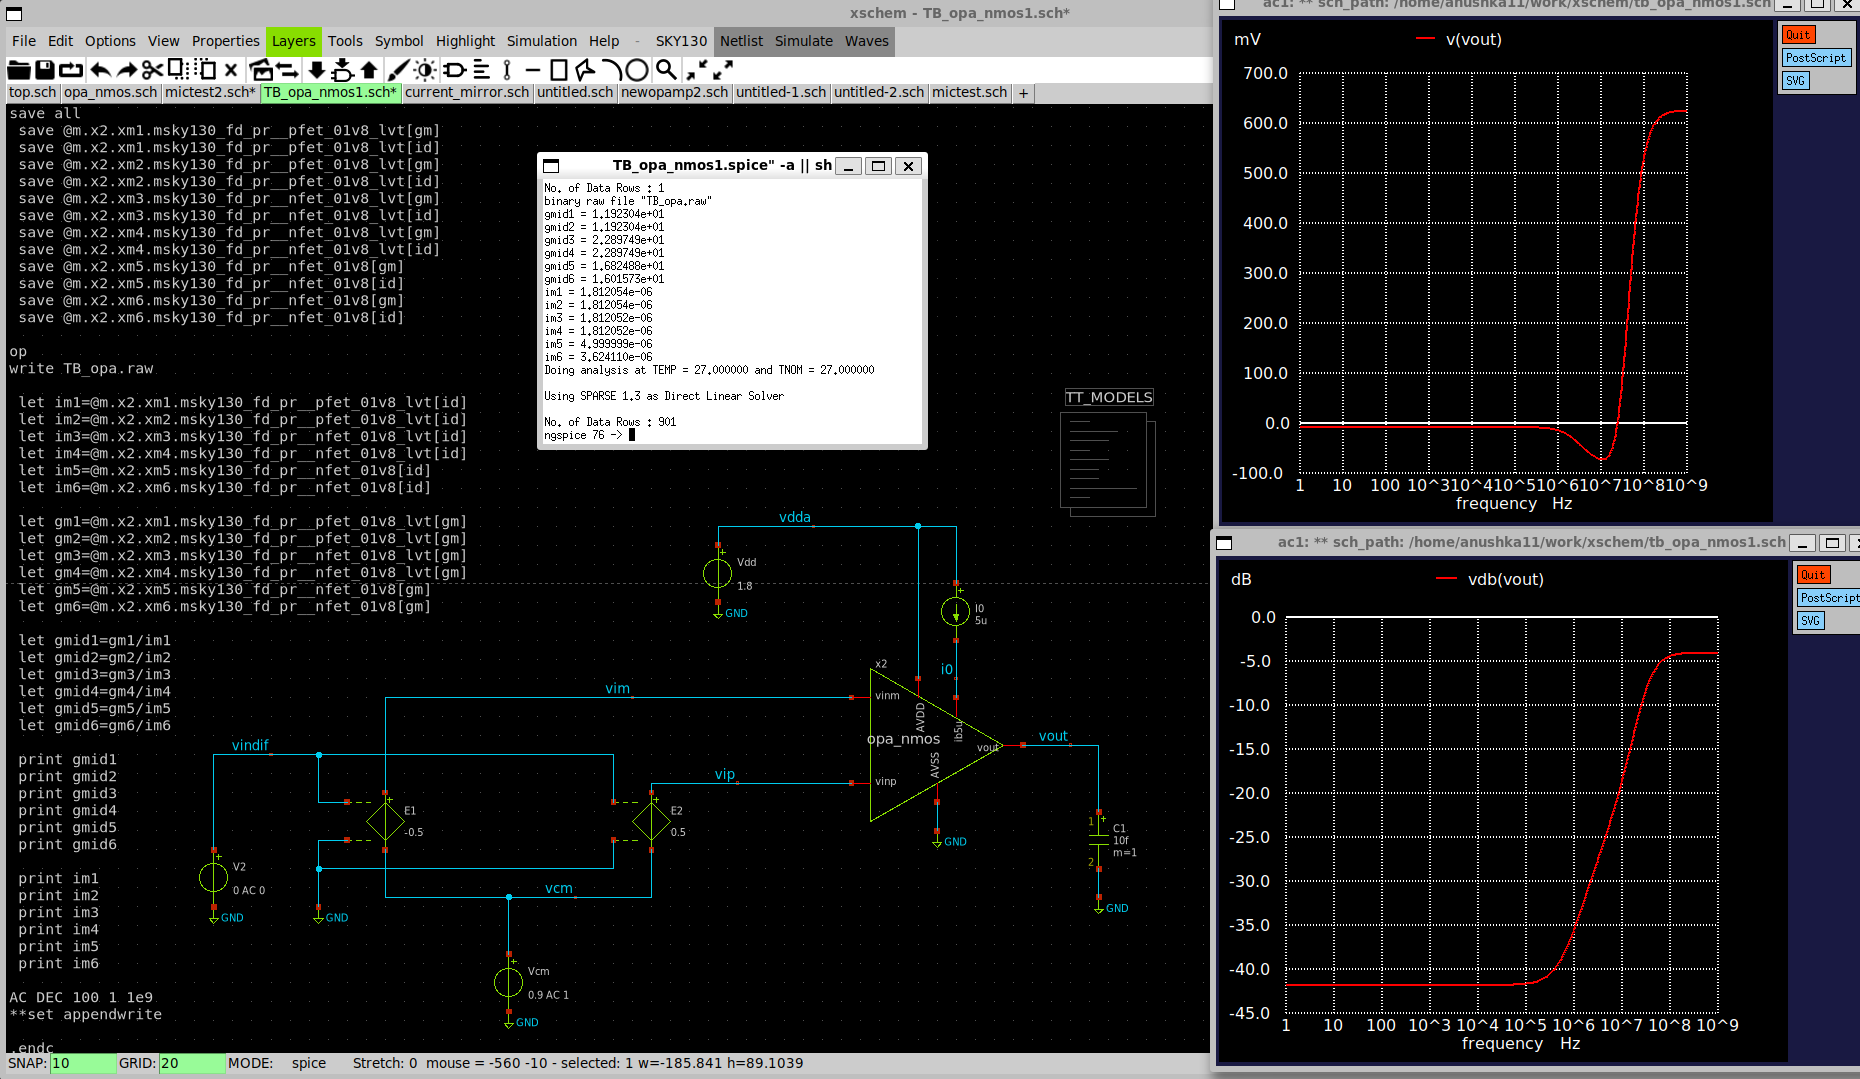 xschem - TB_opa_nmos1.sch*
File Edit Options View Properties Layers Tools Symbol Highlight Simulation Help - SKY130 Netlist Simulate Waves
top.sch opa_nmos.sch mictest2.sch* TB_opa_nmos1.sch* current_mirror.sch untitled.sch newopamp2.sch untitled-1.sch untitled-2.sch mictest.sch +
save all
save @m.x2.xm1.msky130_fd_pr__pfet_01v8_lvt[gm]
save @m.x2.xm1.msky130_fd_pr__pfet_01v8_lvt[id]
save @m.x2.xm2.msky130_fd_pr__pfet_01v8_lvt[gm]
save @m.x2.xm2.msky130_fd_pr__pfet_01v8_lvt[id]
save @m.x2.xm3.msky130_fd_pr__pfet_01v8_lvt[gm]
save @m.x2.xm3.msky130_fd_pr__pfet_01v8_lvt[id]
save @m.x2.xm4.msky130_fd_pr__pfet_01v8_lvt[gm]
save @m.x2.xm4.msky130_fd_pr__pfet_01v8_lvt[id]
save @m.x2.xm5.msky130_fd_pr__nfet_01v8[gm]
save @m.x2.xm5.msky130_fd_pr__nfet_01v8[id]
save @m.x2.xm6.msky130_fd_pr__nfet_01v8[gm]
save @m.x2.xm6.msky130_fd_pr__nfet_01v8[id]
op
write TB_opa.raw
let im1=@m.x2.xm1.msky130_fd_pr__pfet_01v8_lvt[id]
let im2=@m.x2.xm2.msky130_fd_pr__pfet_01v8_lvt[id]
let im3=@m.x2.xm3.msky130_fd_pr__pfet_01v8_lvt[id]
let im4=@m.x2.xm4.msky130_fd_pr__pfet_01v8_lvt[id]
let im5=@m.x2.xm5.msky130_fd_pr__nfet_01v8[id]
let im6=@m.x2.xm6.msky130_fd_pr__nfet_01v8[id]
let gm1=@m.x2.xm1.msky130_fd_pr__pfet_01v8_lvt[gm]
let gm2=@m.x2.xm2.msky130_fd_pr__pfet_01v8_lvt[gm]
let gm3=@m.x2.xm3.msky130_fd_pr__pfet_01v8_lvt[gm]
let gm4=@m.x2.xm4.msky130_fd_pr__pfet_01v8_lvt[gm]
let gm5=@m.x2.xm5.msky130_fd_pr__nfet_01v8[gm]
let gm6=@m.x2.xm6.msky130_fd_pr__nfet_01v8[gm]
let gmid1=gm1/im1
let gmid2=gm2/im2
let gmid3=gm3/im3
let gmid4=gm4/im4
let gmid5=gm5/im5
let gmid6=gm6/im6
print gmid1
print gmid2
print gmid3
print gmid4
print gmid5
print gmid6
print im1
print im2
print im3
print im4
print im5
print im6
AC DEC 100 1 1e9
**set appendwrite
.endc
TB_opa_nmos1.spice" -a || sh
No. of Data Rows : 1
binary raw file "TB_opa.raw"
gmid1 = 1.192304e+01
gmid2 = 1.192304e+01
gmid3 = 2.289749e+01
gmid4 = 2.289749e+01
gmid5 = 1.682488e+01
gmid6 = 1.601573e+01
im1 = 1.812054e-06
im2 = 1.812054e-06
im3 = 1.812052e-06
im4 = 1.812052e-06
im5 = 4.999999e-06
im6 = 3.624110e-06
Doing analysis at TEMP = 27.000000 and TNOM = 27.000000
Using SPARSE 1.3 as Direct Linear Solver
No. of Data Rows : 901
ngspice 76 ->
TT_MODELS
vdda
+
Vdd
1.8
GND
+
I0
5u
i0
x2
vim
vinm
AVDD
ib5u
opa_nmos
vout
AVSS
vinp
vout
GND
vindif
vip
+
E1
-0.5
+
E2
0.5
1
+
C1
10f
m=1
2
GND
+
V2
0 AC 0
GND
GND
vcm
+
Vcm
0.9 AC 1
GND
SNAP: 10 GRID: 20 MODE: spice Stretch: 0 mouse = -560 -10 - selected: 1 w=-185.841 h=89.1039
ac1: ** sch_path: /home/anushka11/work/xschem/tb_opa_nmos1.sch
mV
v(vout)
Quit
PostScript
SVG
700.0
600.0
500.0
400.0
300.0
200.0
100.0
0.0
-100.0
1 10 100 10^3 10^4 10^5 10^6 10^7 10^8 10^9
frequency Hz
ac1: ** sch_path: /home/anushka11/work/xschem/tb_opa_nmos1.sch
dB
vdb(vout)
Quit
PostScript
SVG
0.0
-5.0
-10.0
-15.0
-20.0
-25.0
-30.0
-35.0
-40.0
-45.0
1 10 100 10^3 10^4 10^5 10^6 10^7 10^8 10^9
frequency Hz